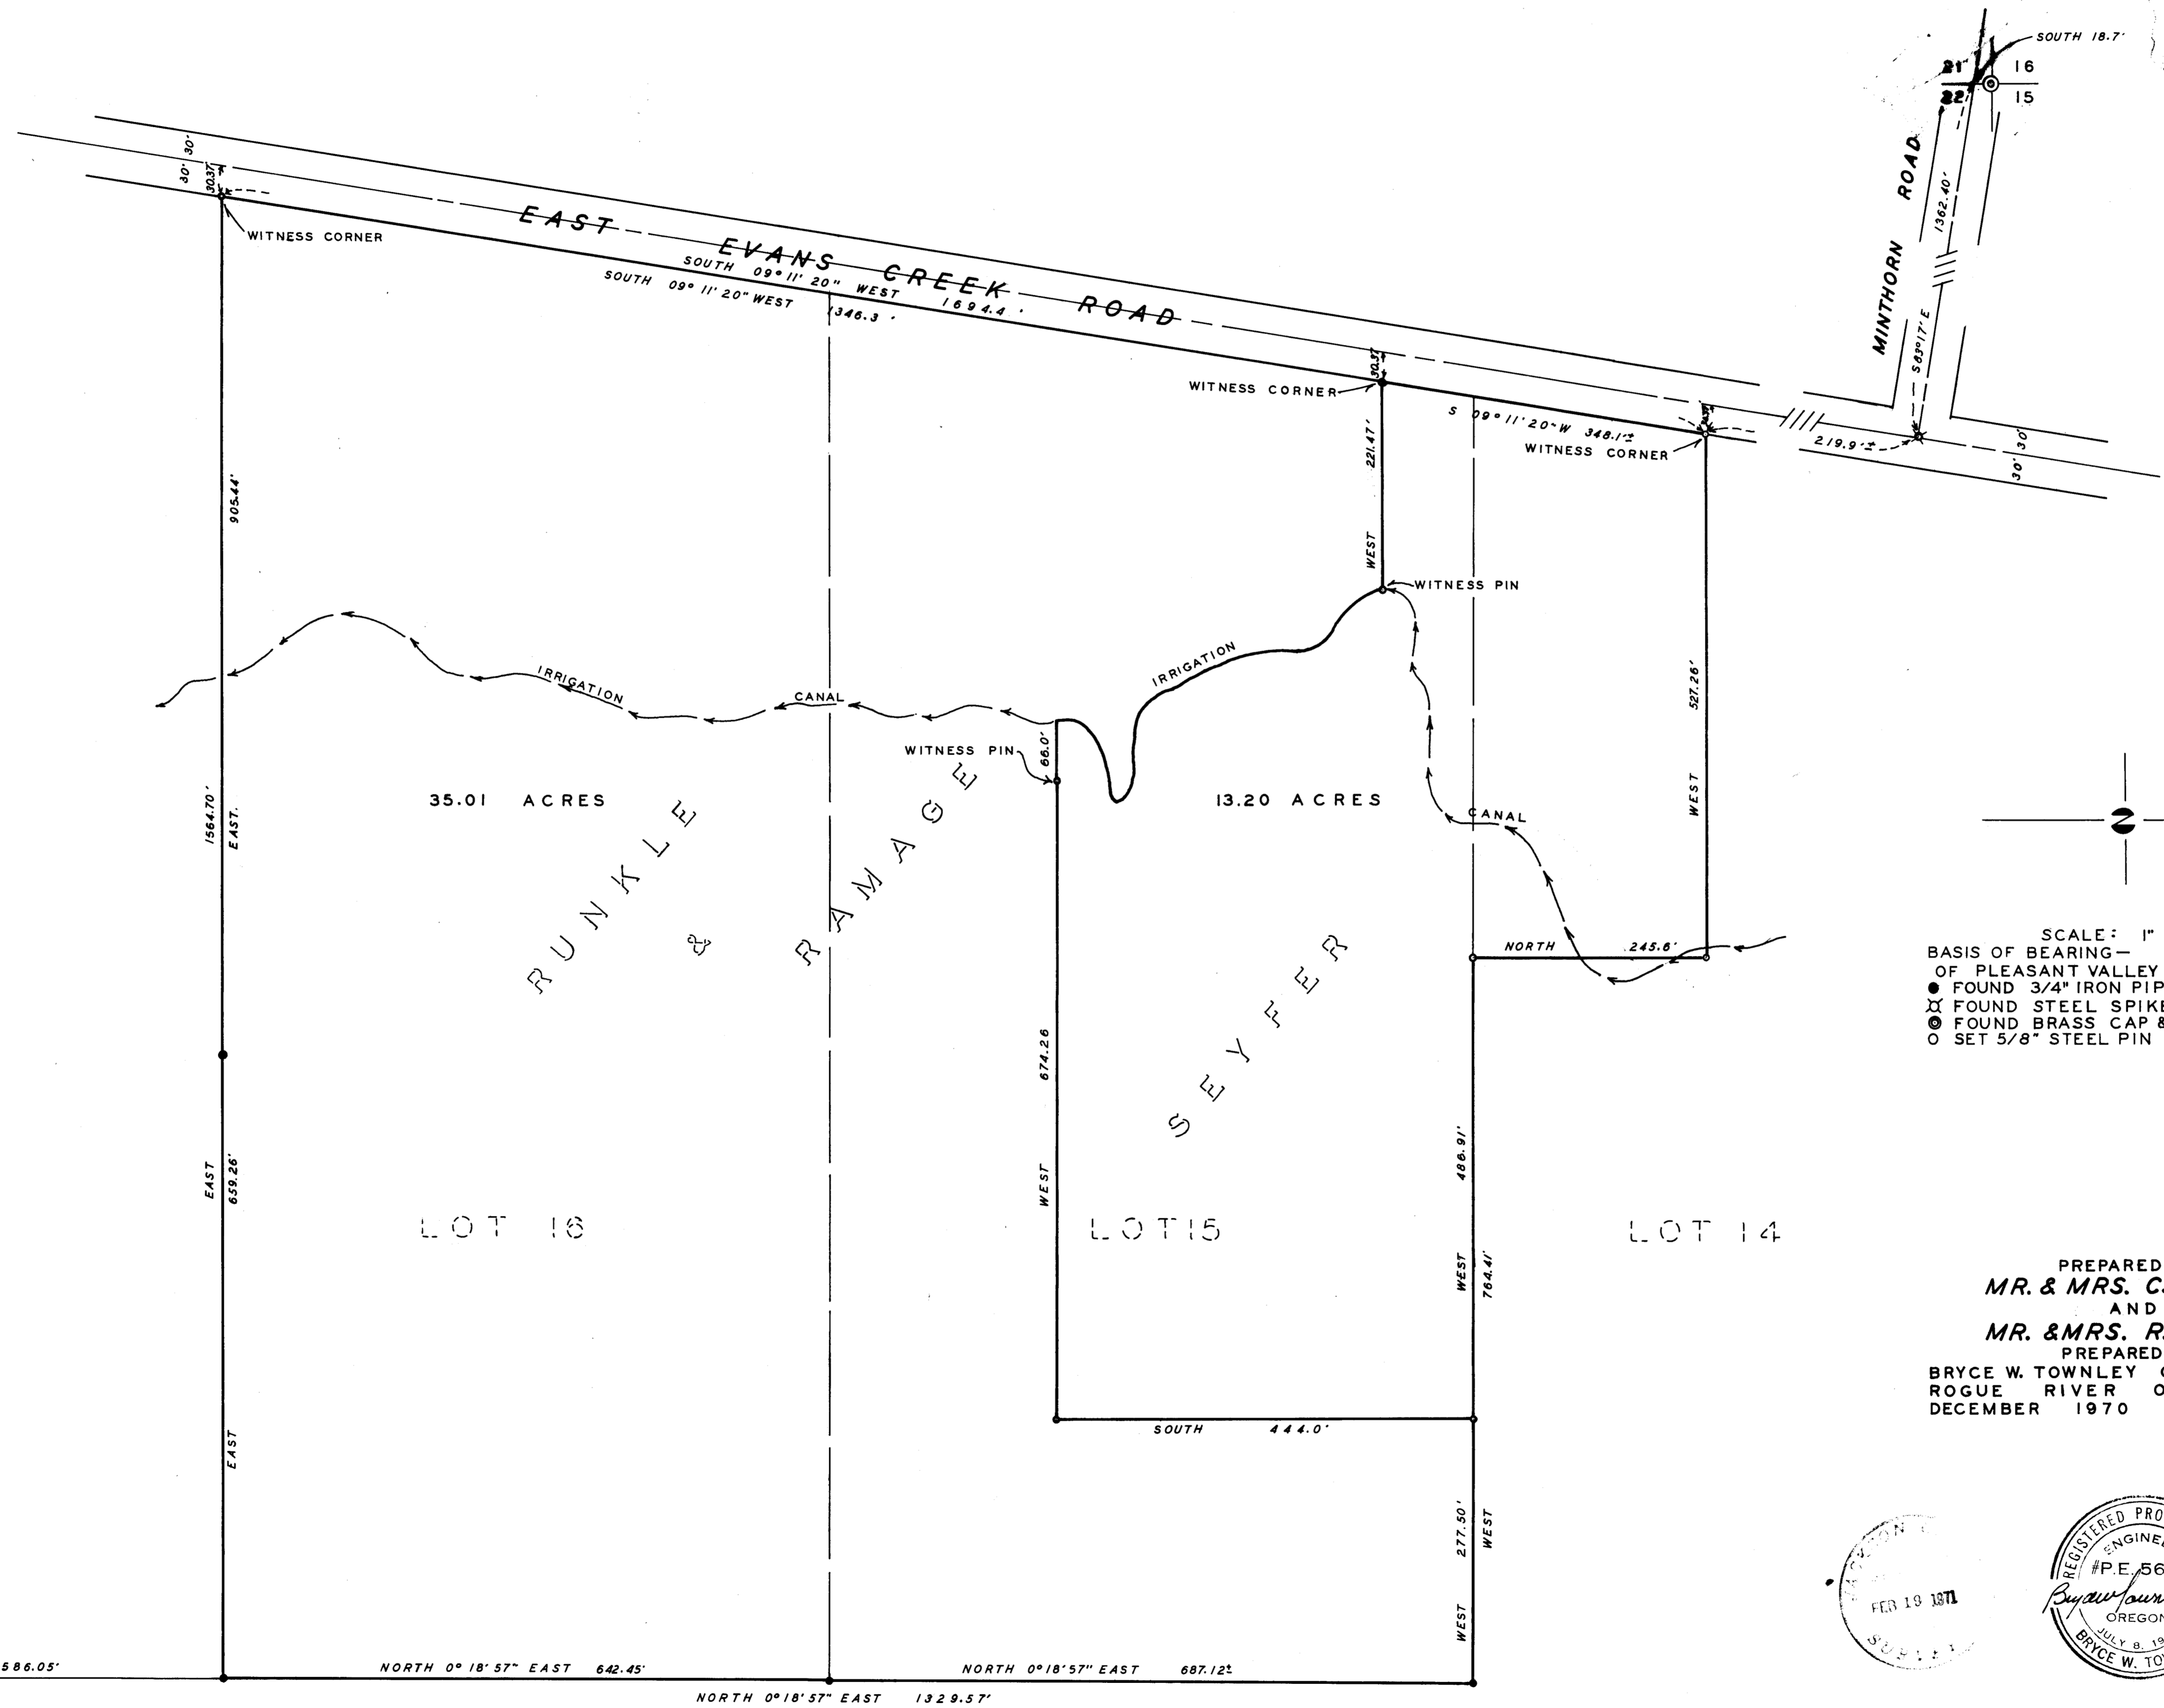 SOUTH 18.7'
21 16
22 15
MINTHORN ROAD
1362.40'
S 83° 17' E
30' 30'
30.37'
WITNESS CORNER
EAST EVANS CREEK ROAD
SOUTH 09° 11' 20" WEST 1694.4'
SOUTH 09° 11' 20" WEST 1346.3'
30.37
WITNESS CORNER
S 09° 11' 20" W 348.1'±
WITNESS CORNER
219.9'±
30' 30'
905.44'
221.47'
WEST
WITNESS PIN
IRRIGATION
CANAL
IRRIGATION
CANAL
WITNESS PIN
66.0'
527.26'
WEST
35.01 ACRES
13.20 ACRES
1564.70'
EAST.
RUNKLE
&
RAMAGE
SEYFER
NORTH 245.6'
N
SCALE: 1"
BASIS OF BEARING—
OF PLEASANT VALLEY
FOUND 3/4" IRON PIP
FOUND STEEL SPIKE
FOUND BRASS CAP &
SET 5/8" STEEL PIN
674.26
WEST
486.91'
WEST
764.41'
EAST
659.26'
LOT 16
LOT 15
LOT 14
PREPARED
MR. & MRS. C.
AND
MR. & MRS. R.
PREPARED
BRYCE W. TOWNLEY
ROGUE RIVER O
DECEMBER 1970
SOUTH 444.0'
EAST
277.50'
WEST
WEST
FEB 19 1971
REGISTERED PRO
ENGINE
#P.E. 56
OREGON
JULY 8, 19
BRYCE W. TO
586.05'
NORTH 0° 18' 57" EAST 642.45'
NORTH 0° 18' 57" EAST 687.12'±
NORTH 0° 18' 57" EAST 1329.57'